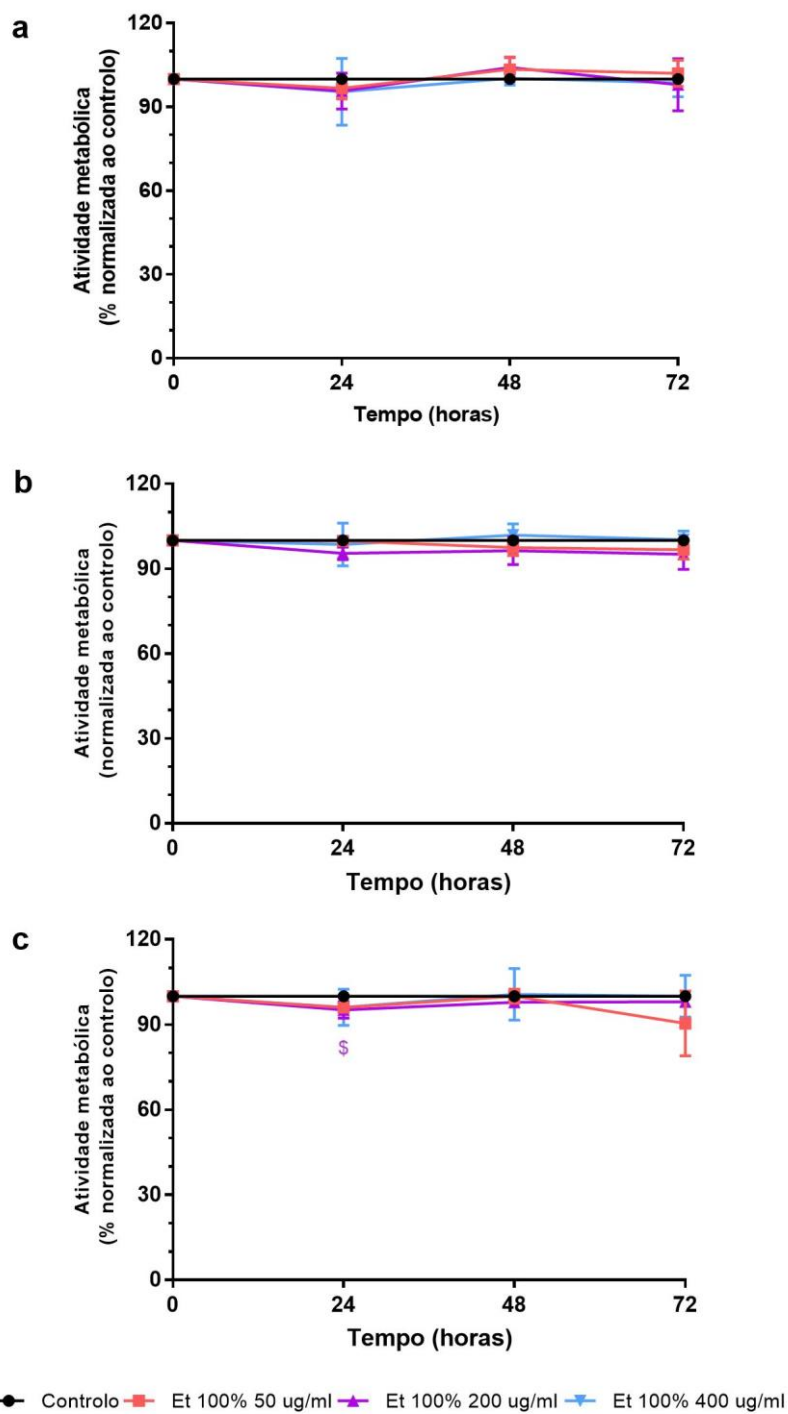 a
Atividade metabólica
(% normalizada ao controlo)
120
90
60
30
0
0 24 48 72
Tempo (horas)
b
Atividade metabólica
(normalizada ao controlo)
120
90
60
30
0
0 24 48 72
Tempo (horas)
c
Atividade metabólica
(% normalizada ao controlo)
120
90
60
30
0
$
0 24 48 72
Tempo (horas)
Controlo Et 100% 50 ug/ml Et 100% 200 ug/ml Et 100% 400 ug/ml